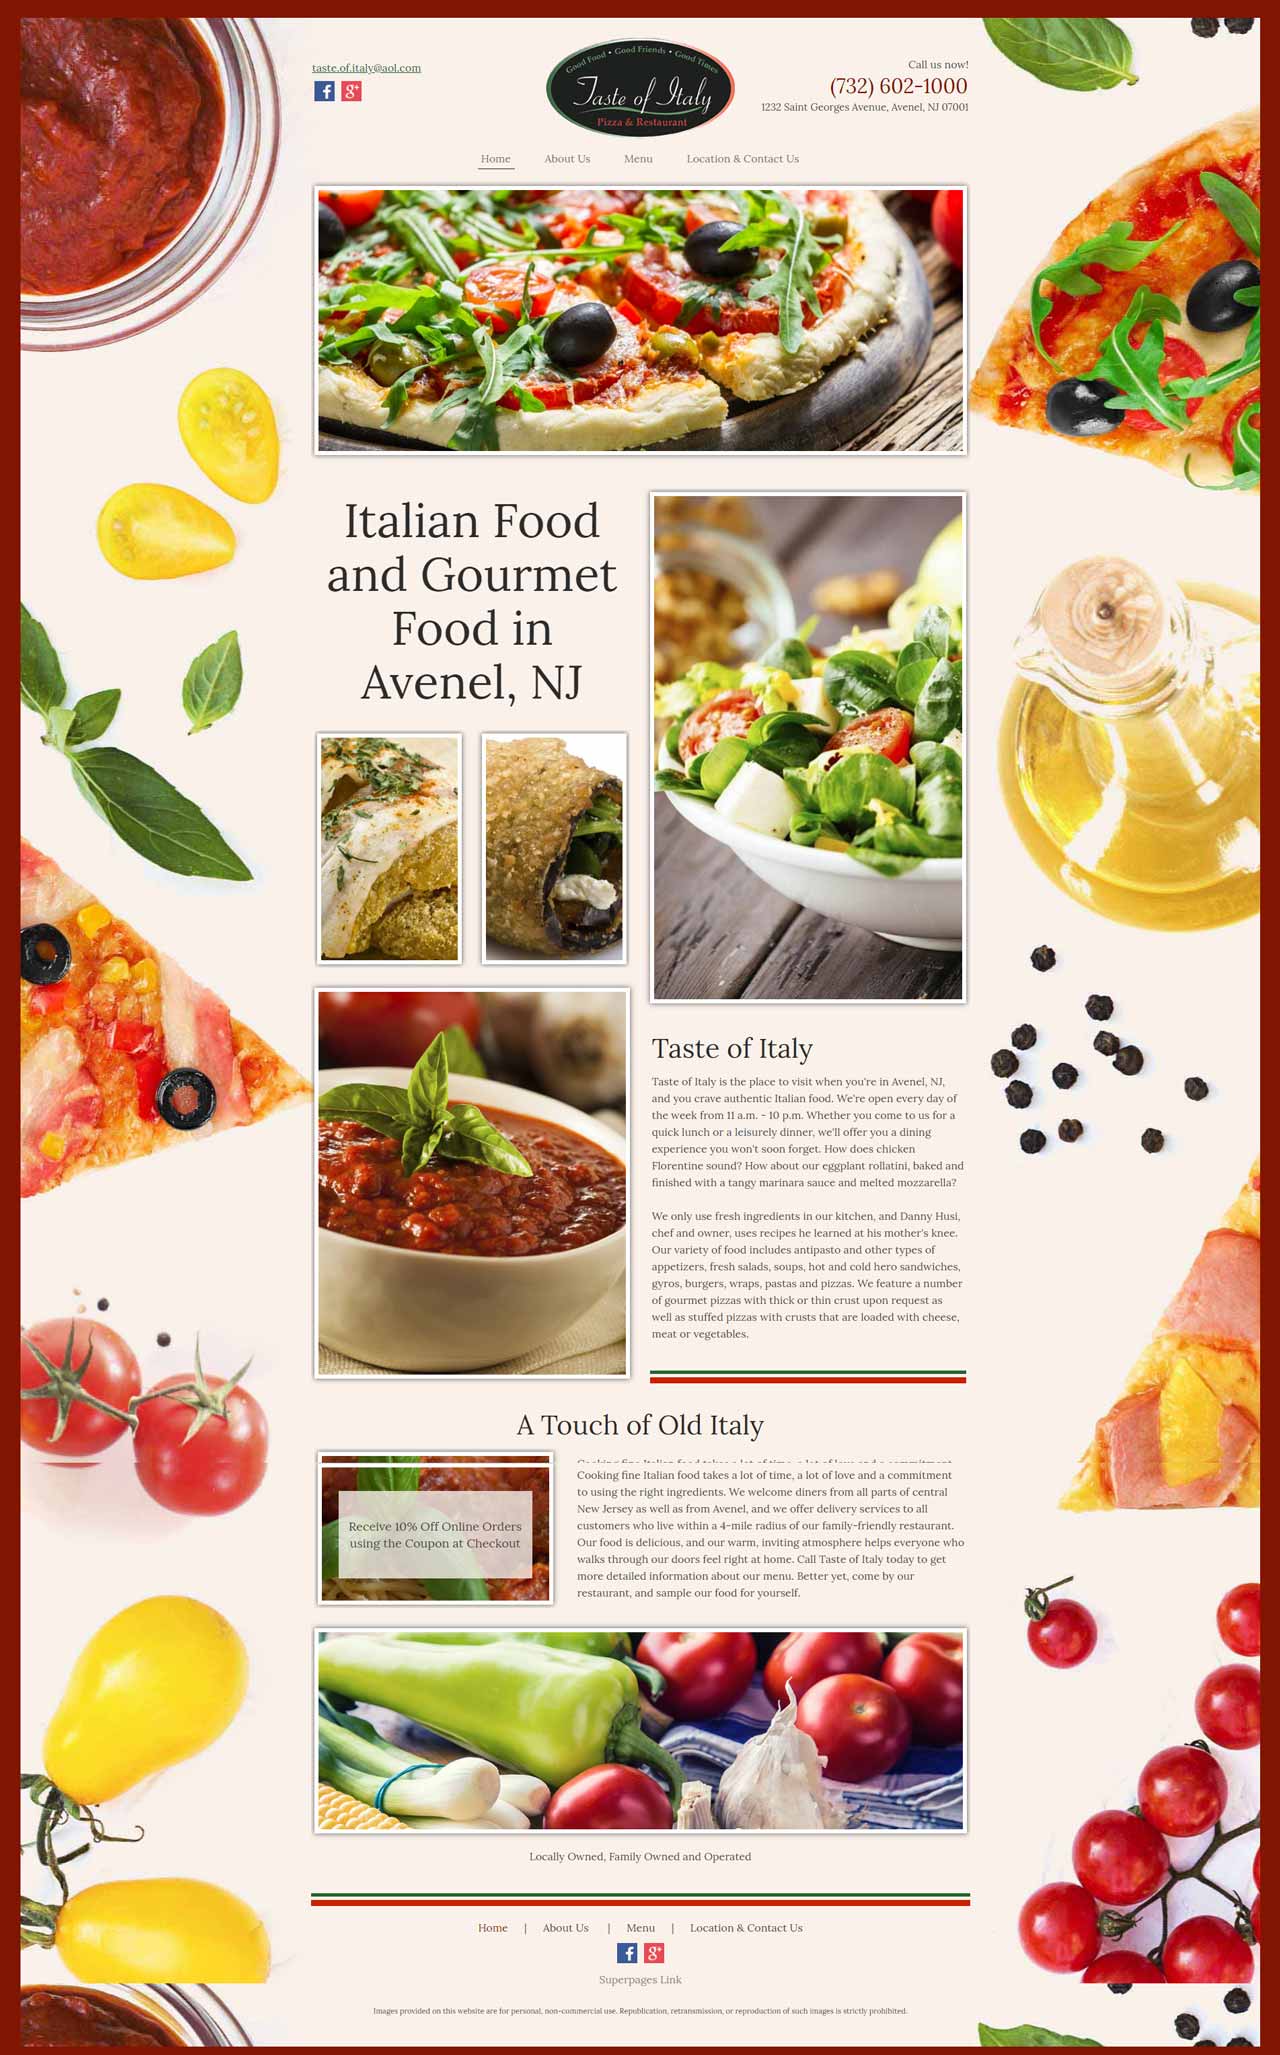 taste.of.italy@aol.com
Good Food • Good Friends • Good Times
Taste of Italy
Pizza & Restaurant
Call us now!
(732) 602-1000
1232 Saint Georges Avenue, Avenel, NJ 07001
Home
About Us
Menu
Location & Contact Us
Italian Food
and Gourmet
Food in
Avenel, NJ
Taste of Italy
Taste of Italy is the place to visit when you're in Avenel, NJ,
and you crave authentic Italian food. We're open every day of
the week from 11 a.m. - 10 p.m. Whether you come to us for a
quick lunch or a leisurely dinner, we'll offer you a dining
experience you won't soon forget. How does chicken
Florentine sound? How about our eggplant rollatini, baked and
finished with a tangy marinara sauce and melted mozzarella?
We only use fresh ingredients in our kitchen, and Danny Husi,
chef and owner, uses recipes he learned at his mother's knee.
Our variety of food includes antipasto and other types of
appetizers, fresh salads, soups, hot and cold hero sandwiches,
gyros, burgers, wraps, pastas and pizzas. We feature a number
of gourmet pizzas with thick or thin crust upon request as
well as stuffed pizzas with crusts that are loaded with cheese,
meat or vegetables.
A Touch of Old Italy
Receive 10% Off Online Orders
using the Coupon at Checkout
Cooking fine Italian food takes a lot of time, a lot of love and a commitment
to using the right ingredients. We welcome diners from all parts of central
New Jersey as well as from Avenel, and we offer delivery services to all
customers who live within a 4-mile radius of our family-friendly restaurant.
Our food is delicious, and our warm, inviting atmosphere helps everyone who
walks through our doors feel right at home. Call Taste of Italy today to get
more detailed information about our menu. Better yet, come by our
restaurant, and sample our food for yourself.
Locally Owned, Family Owned and Operated
Home | About Us | Menu | Location & Contact Us
Superpages Link
Images provided on this website are for personal, non-commercial use. Republication, retransmission, or reproduction of such images is strictly prohibited.